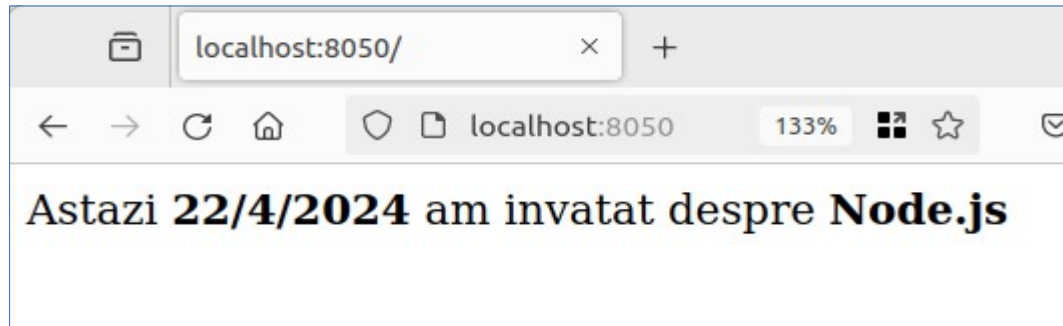 localhost:8050/
localhost:8050 133%
Astazi 22/4/2024 am invatat despre Node.js